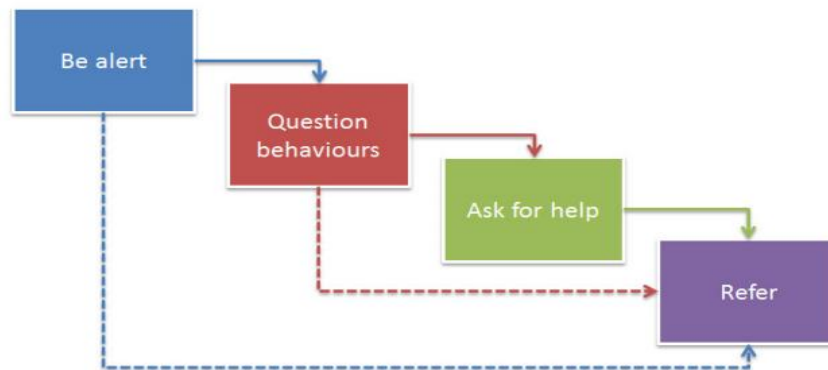 Be alert
Question
behaviours
Ask for help
Refer